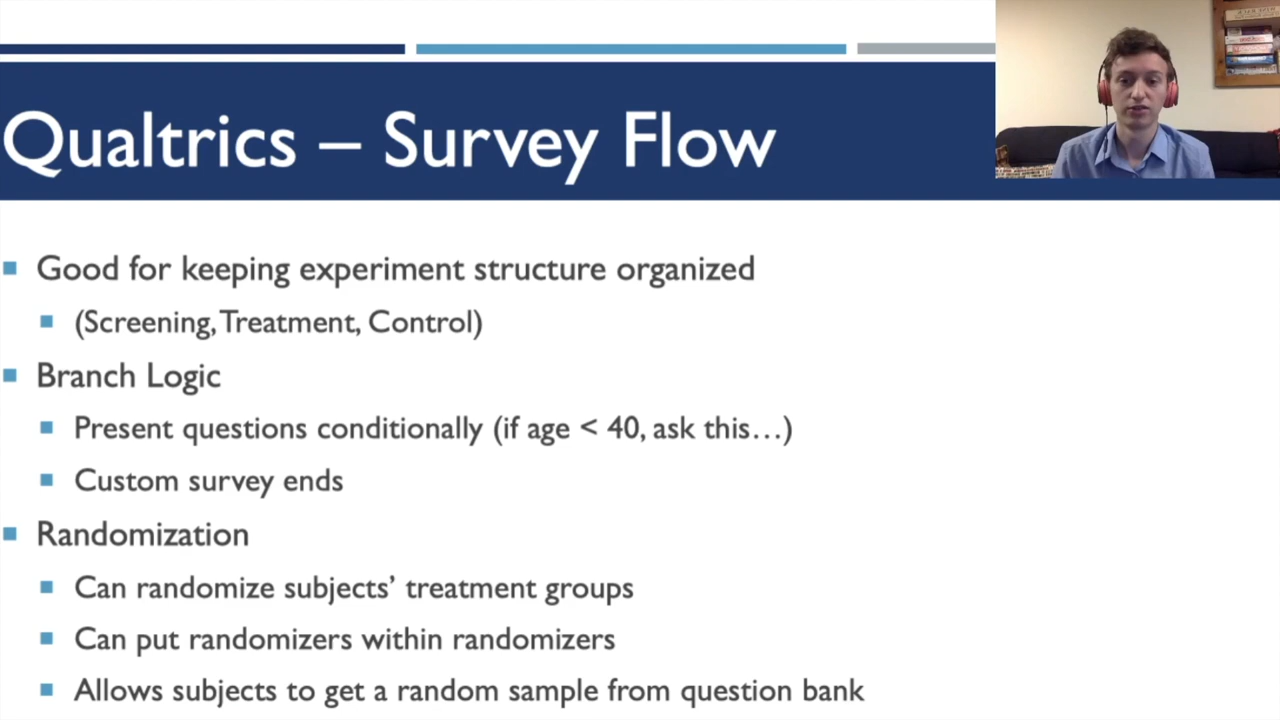 Qualtrics – Survey Flow
Good for keeping experiment structure organized
(Screening, Treatment, Control)
Branch Logic
Present questions conditionally (if age < 40, ask this…)
Custom survey ends
Randomization
Can randomize subjects’ treatment groups
Can put randomizers within randomizers
Allows subjects to get a random sample from question bank